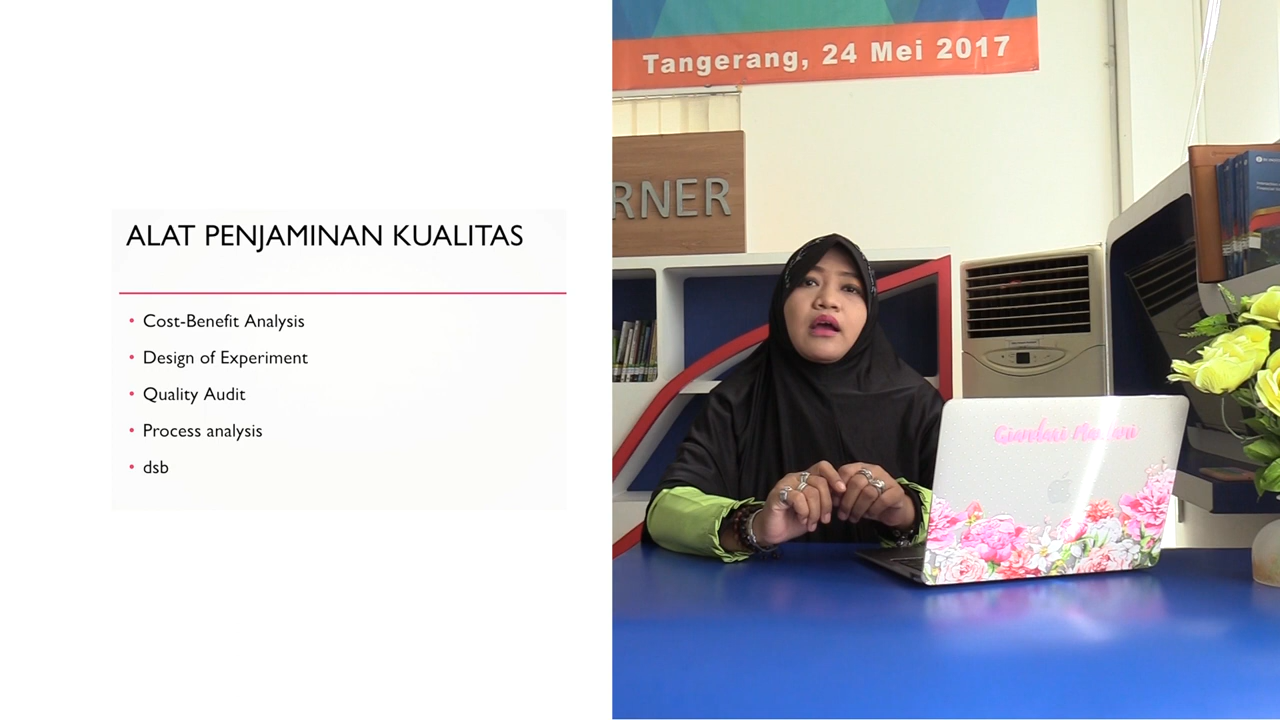 ALAT PENJAMINAN KUALITAS
• Cost-Benefit Analysis
• Design of Experiment
• Quality Audit
• Process analysis
• dsb
Tangerang, 24 Mei 2017
RNER